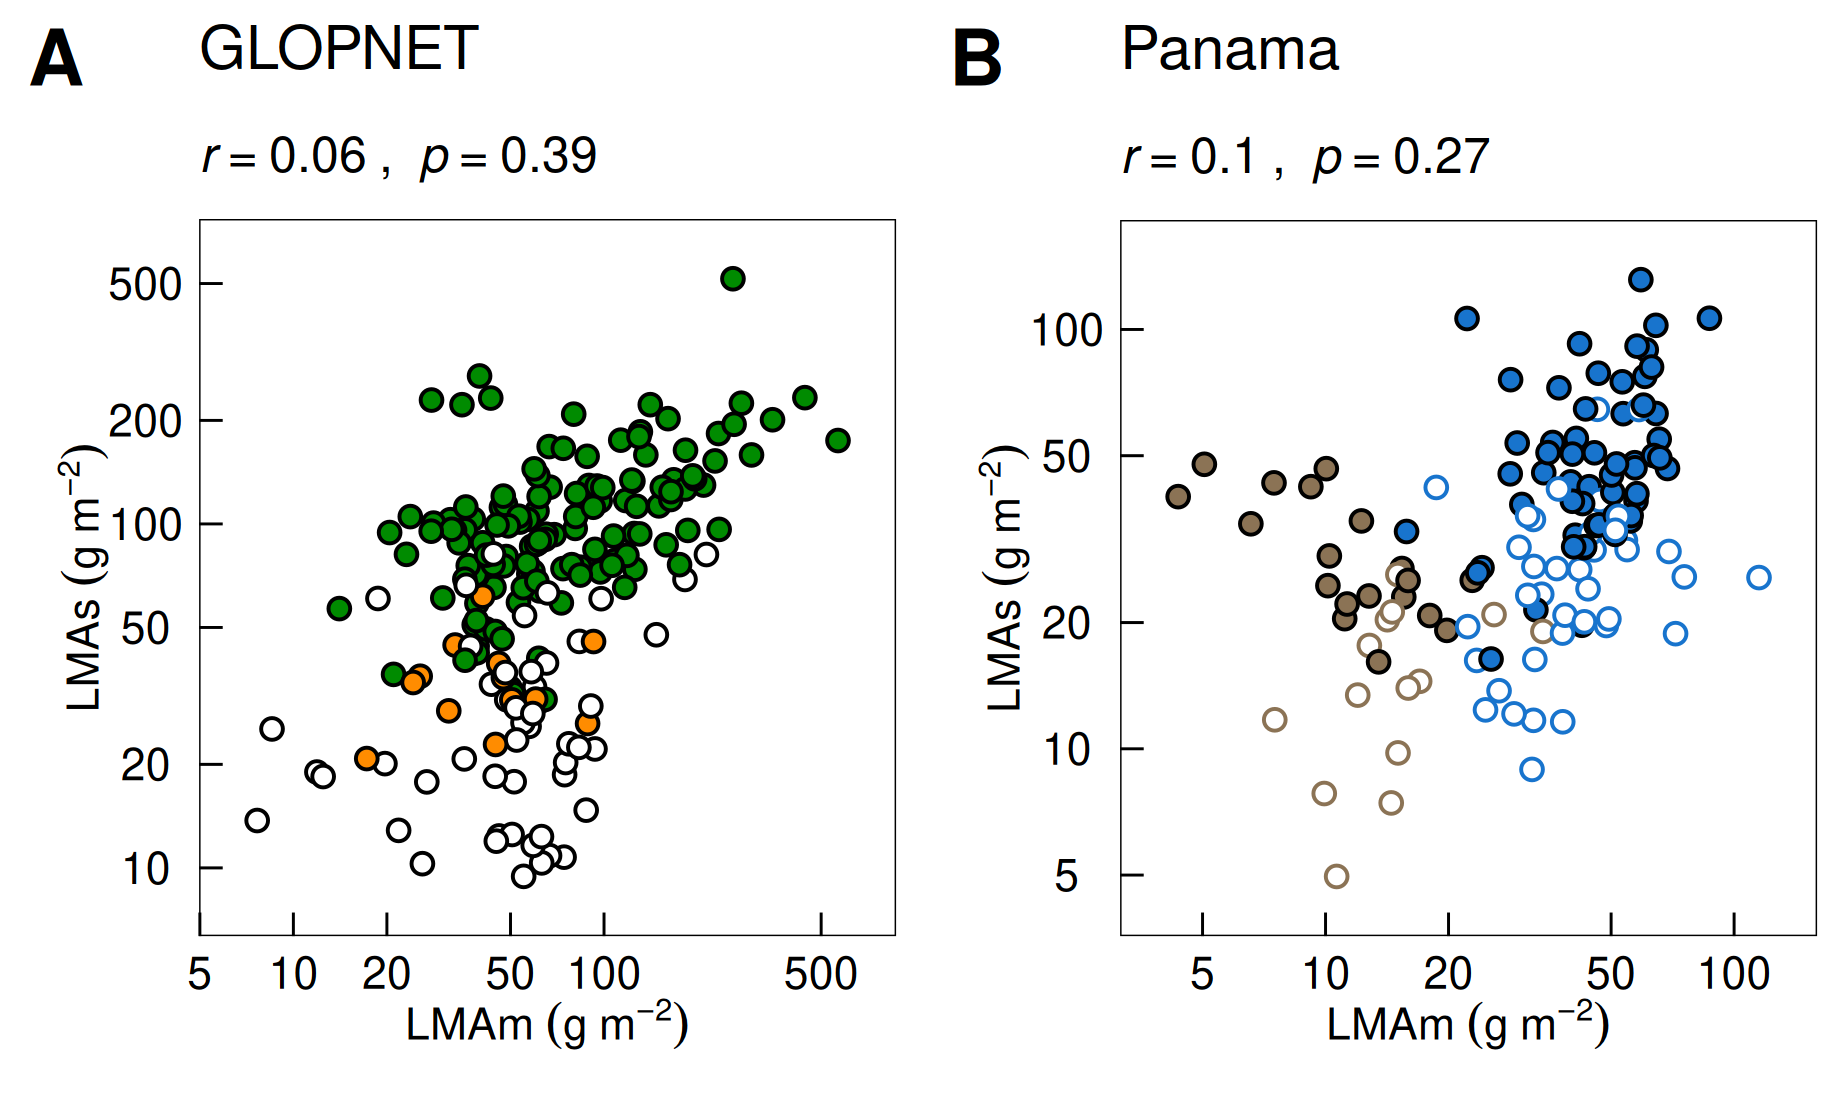 A GLOPNET
r = 0.06 , p = 0.39
500
200
100
50
20
10
LMAs (g m−2)
5 10 20 50 100 500
LMAm (g m−2)
B Panama
r = 0.1 , p = 0.27
100
50
20
10
5
LMAs (g m−2)
5 10 20 50 100
LMAm (g m−2)